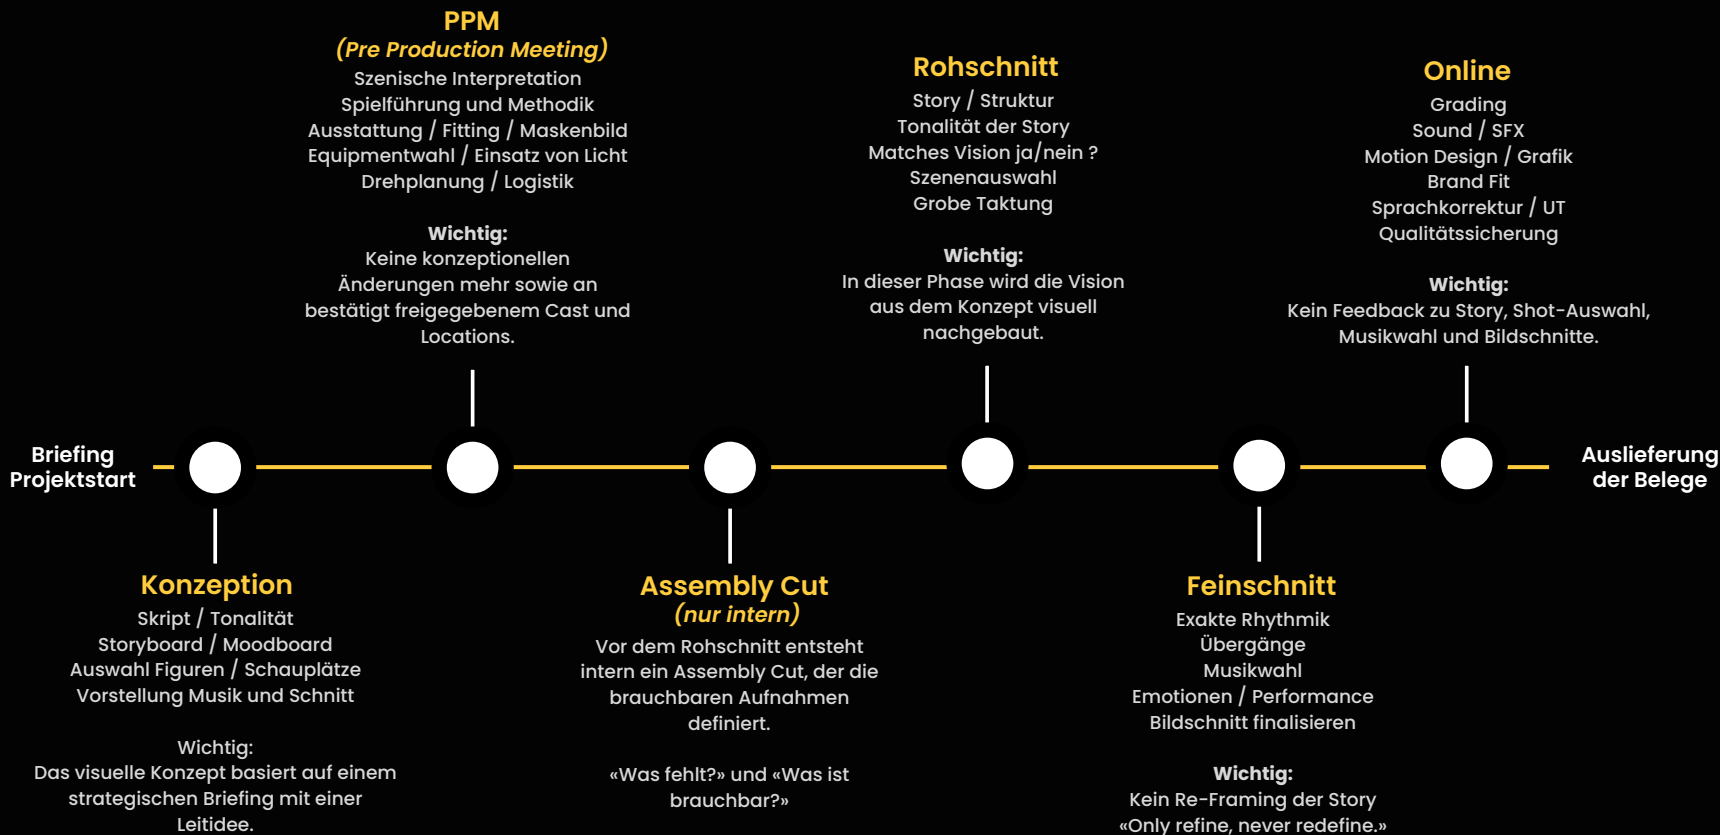 PPM
(Pre Production Meeting)
Szenische Interpretation
Spielführung und Methodik
Ausstattung / Fitting / Maskenbild
Equipmentwahl / Einsatz von Licht
Drehplanung / Logistik
Wichtig:
Keine konzeptionellen
Änderungen mehr sowie an
bestätigt freigegebenem Cast und
Locations.
Rohschnitt
Story / Struktur
Tonalität der Story
Matches Vision ja/nein ?
Szenenauswahl
Grobe Taktung
Wichtig:
In dieser Phase wird die Vision
aus dem Konzept visuell
nachgebaut.
Online
Grading
Sound / SFX
Motion Design / Grafik
Brand Fit
Sprachkorrektur / UT
Qualitätssicherung
Wichtig:
Kein Feedback zu Story, Shot-Auswahl,
Musikwahl und Bildschnitte.
Briefing
Projektstart
Auslieferung
der Belege
Konzeption
Skript / Tonalität
Storyboard / Moodboard
Auswahl Figuren / Schauplätze
Vorstellung Musik und Schnitt
Wichtig:
Das visuelle Konzept basiert auf einem
strategischen Briefing mit einer
Leitidee.
Assembly Cut
(nur intern)
Vor dem Rohschnitt entsteht
intern ein Assembly Cut, der die
brauchbaren Aufnahmen
definiert.
«Was fehlt?» und «Was ist
brauchbar?»
Feinschnitt
Exakte Rhythmik
Übergänge
Musikwahl
Emotionen / Performance
Bildschnitt finalisieren
Wichtig:
Kein Re-Framing der Story
«Only refine, never redefine.»